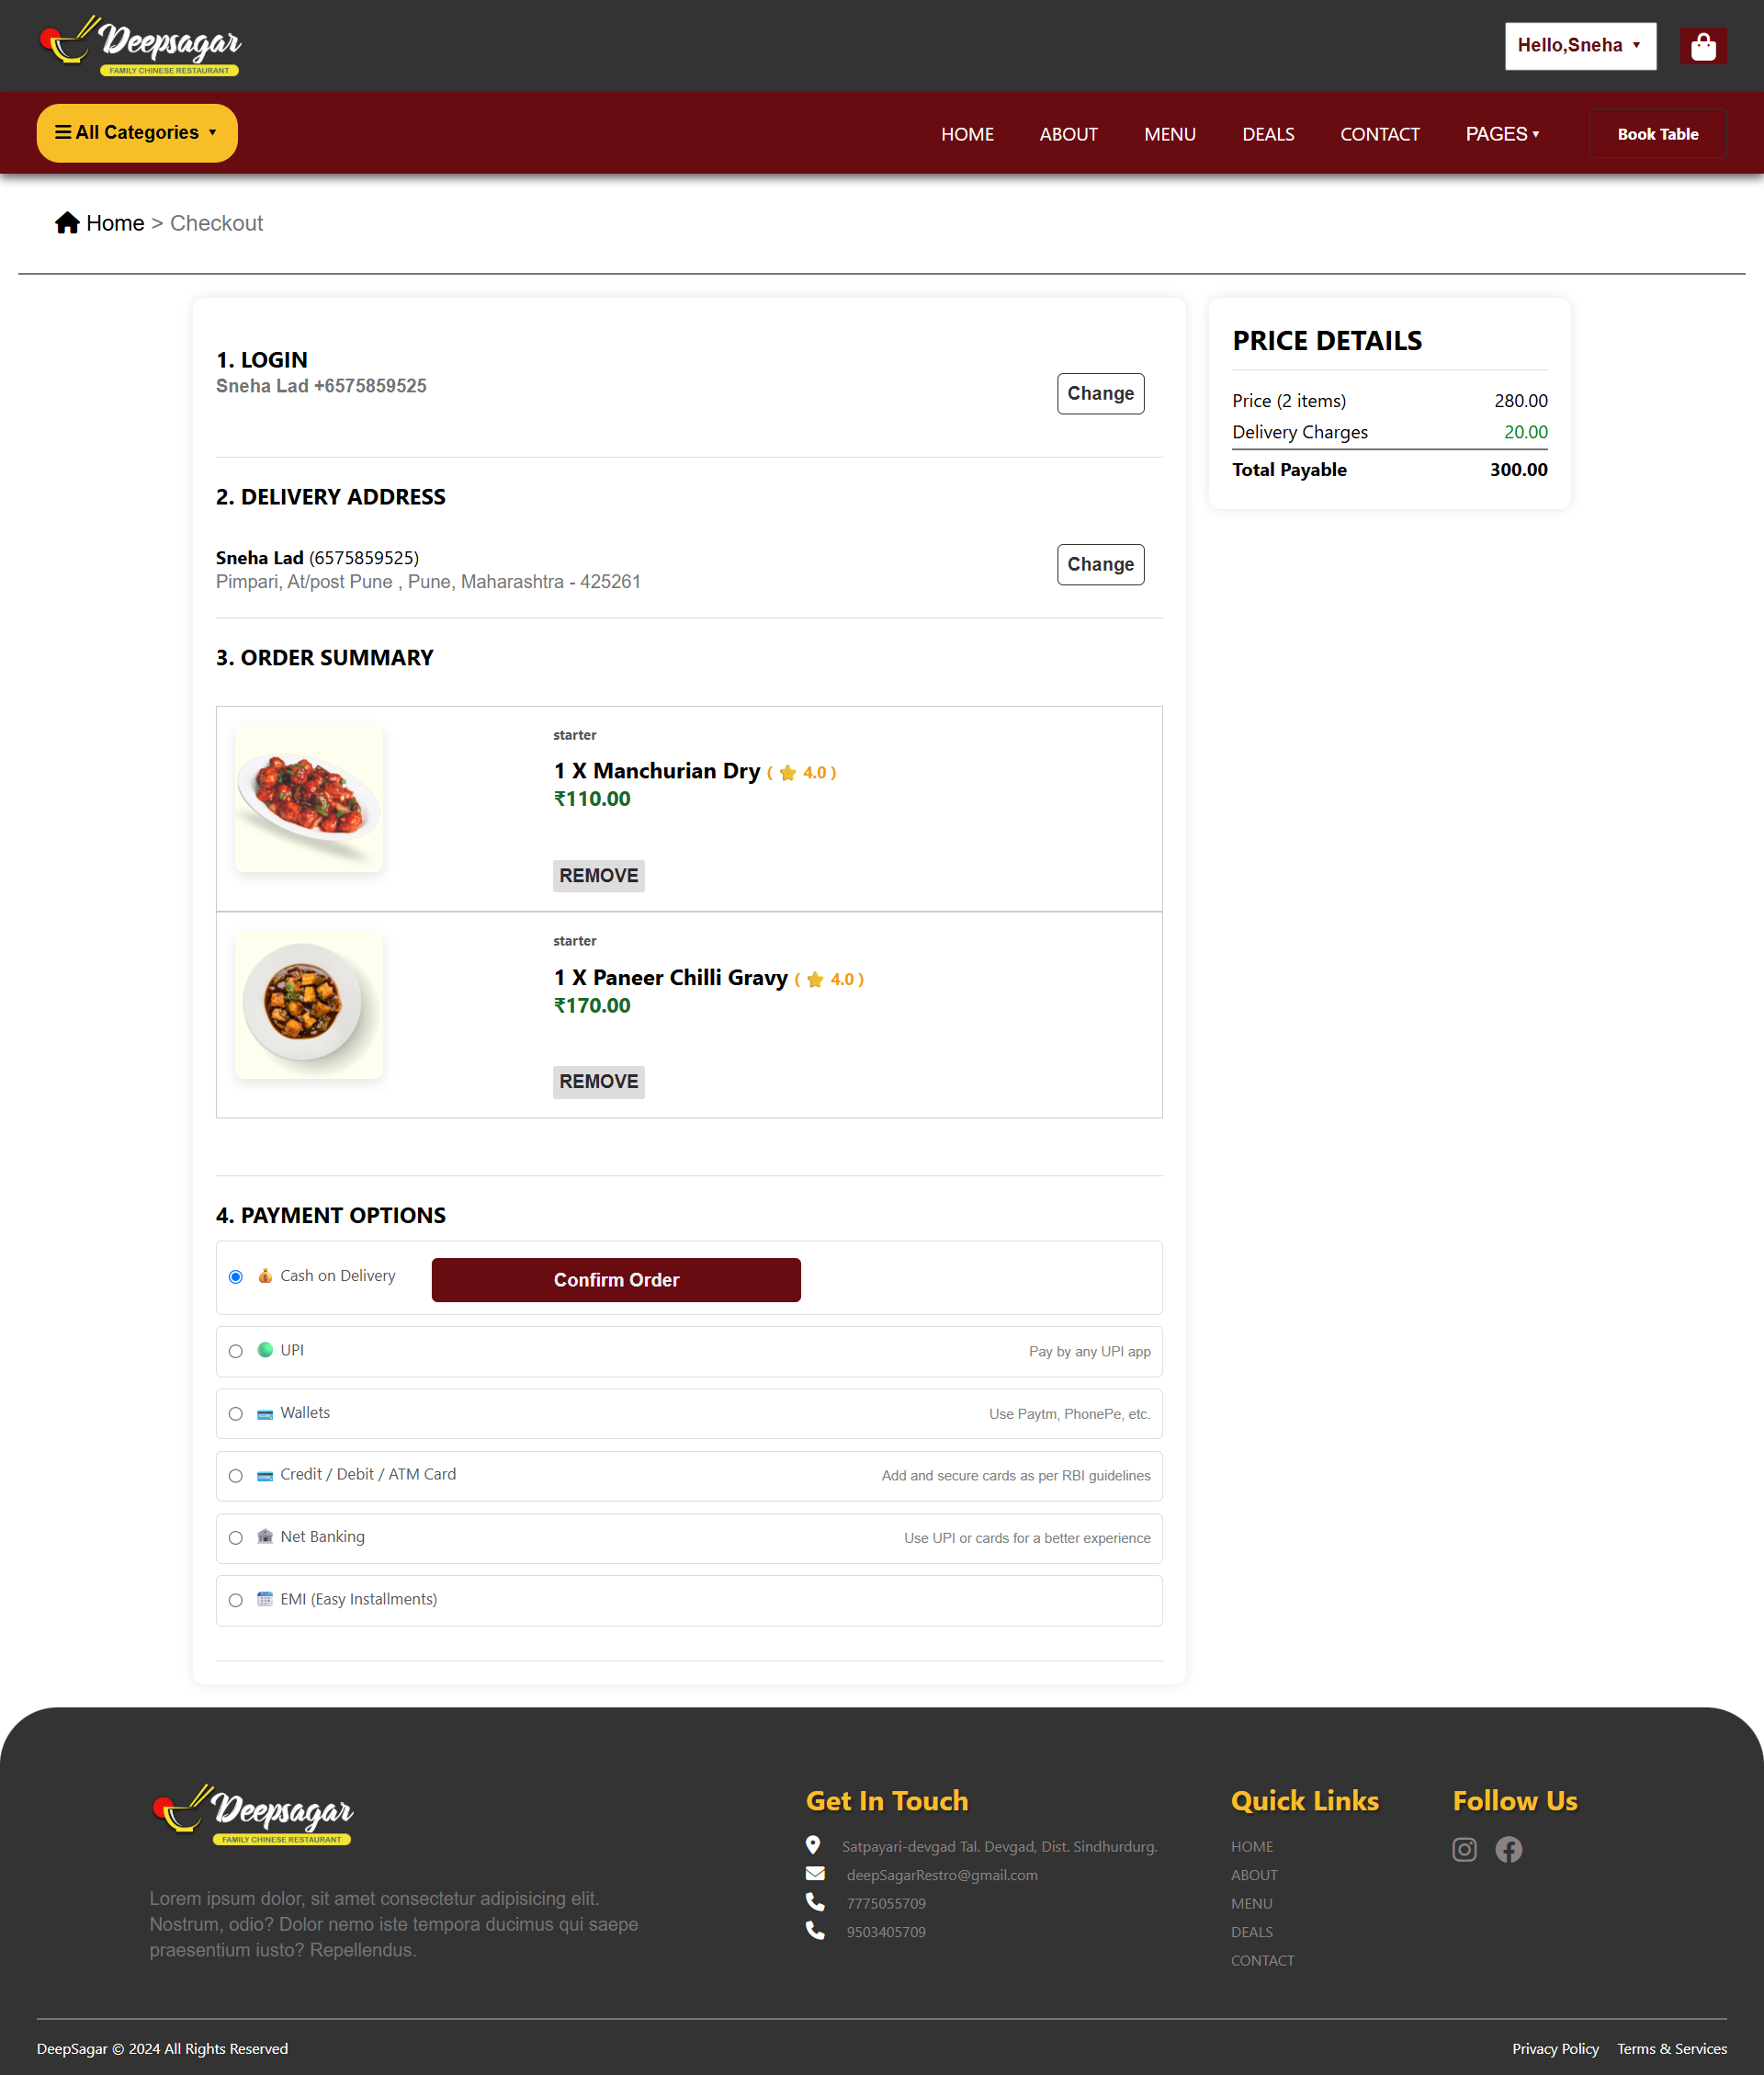 Deepsagar
FAMILY CHINESE RESTAURANT
Hello,Sneha ▼
☰ All Categories ▼
HOME ABOUT MENU DEALS CONTACT PAGES ▾ Book Table
Home > Checkout
1. LOGIN
Sneha Lad +6575859525
Change
2. DELIVERY ADDRESS
Sneha Lad (6575859525)
Pimpari, At/post Pune , Pune, Maharashtra - 425261
Change
3. ORDER SUMMARY
starter
1 X Manchurian Dry ( ⭐ 4.0 )
₹110.00
REMOVE
starter
1 X Paneer Chilli Gravy ( ⭐ 4.0 )
₹170.00
REMOVE
4. PAYMENT OPTIONS
Cash on Delivery Confirm Order
UPI Pay by any UPI app
Wallets Use Paytm, PhonePe, etc.
Credit / Debit / ATM Card Add and secure cards as per RBI guidelines
Net Banking Use UPI or cards for a better experience
EMI (Easy Installments)
PRICE DETAILS
Price (2 items) 280.00
Delivery Charges 20.00
Total Payable 300.00
Deepsagar
FAMILY CHINESE RESTAURANT
Lorem ipsum dolor, sit amet consectetur adipisicing elit.
Nostrum, odio? Dolor nemo iste tempora ducimus qui saepe
praesentium iusto? Repellendus.
Get In Touch
Satpayari-devgad Tal. Devgad, Dist. Sindhurdurg.
deepSagarRestro@gmail.com
7775055709
9503405709
Quick Links
HOME
ABOUT
MENU
DEALS
CONTACT
Follow Us
DeepSagar © 2024 All Rights Reserved
Privacy Policy Terms & Services